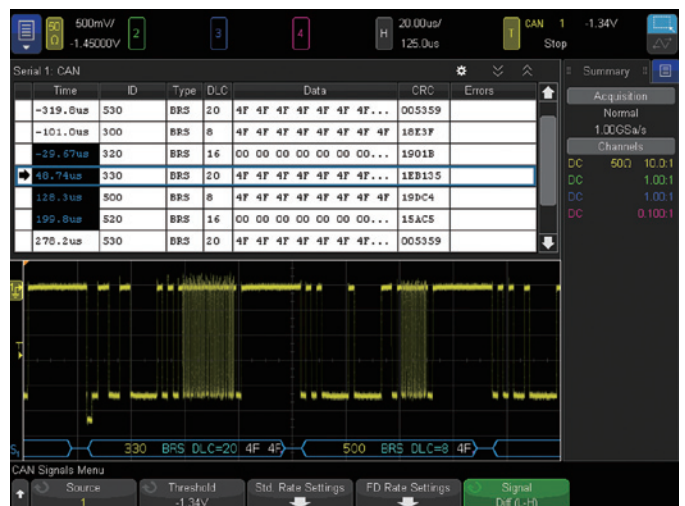 50 Ω 500mV/ -1.45000V 2 3 4 H 20.00us/ 125.0us T CAN 1 -1.34V Stop
Serial 1: CAN
Time ID Type DLC Data CRC Errors
-319.8us 530 BRS 20 4F 4F 4F 4F 4F 4F... 005359
-101.0us 300 BRS 8 4F 4F 4F 4F 4F 4F 4F 4F 18E3F
-29.67us 320 BRS 16 00 00 00 00 00 00... 1901B
48.74us 330 BRS 20 4F 4F 4F 4F 4F 4F... 1EB135
128.3us 500 BRS 8 4F 4F 4F 4F 4F 4F 4F 4F 19DC4
199.8us 520 BRS 16 00 00 00 00 00 00... 15AC5
278.2us 530 BRS 20 4F 4F 4F 4F 4F 4F... 005359
Summary
Acquisition
Normal
1.00GSa/s
Channels
DC 50Ω 10.0:1
DC 1.00:1
DC 1.00:1
DC 0.100:1
T
S1 330 BRS DLC=20 4F 4F 500 BRS DLC=8 4F
CAN Signals Menu
Source
1
Threshold
-1.34V
Std. Rate Settings
FD Rate Settings
Signal
Diff (L-H)